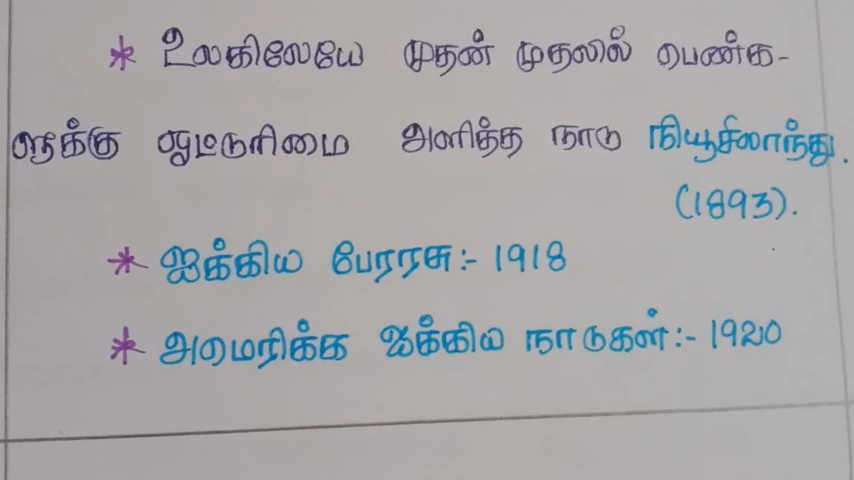 * உலகிலேயே முதன் முதலில் பெண்க-
ளுக்கு ஓட்டுரிமை அளித்த நாடு நியூசிலாந்து.
(1893).
* ஐக்கிய பேரரசு:- 1918
* அமெரிக்க ஐக்கிய நாடுகள்:- 1920